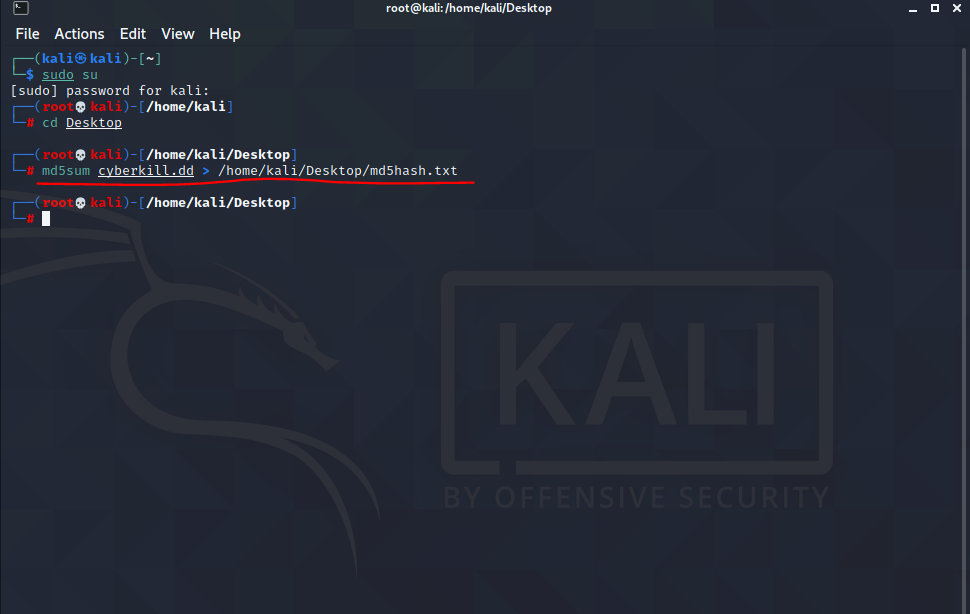 root@kali:/home/kali/Desktop
File Actions Edit View Help
┌──(kali㉿kali)-[~]
└─$ sudo su
[sudo] password for kali:
┌──(root💀kali)-[/home/kali]
└─# cd Desktop
┌──(root💀kali)-[/home/kali/Desktop]
└─# md5sum cyberkill.dd > /home/kali/Desktop/md5hash.txt
┌──(root💀kali)-[/home/kali/Desktop]
└─#
KALI
BY OFFENSIVE SECURITY